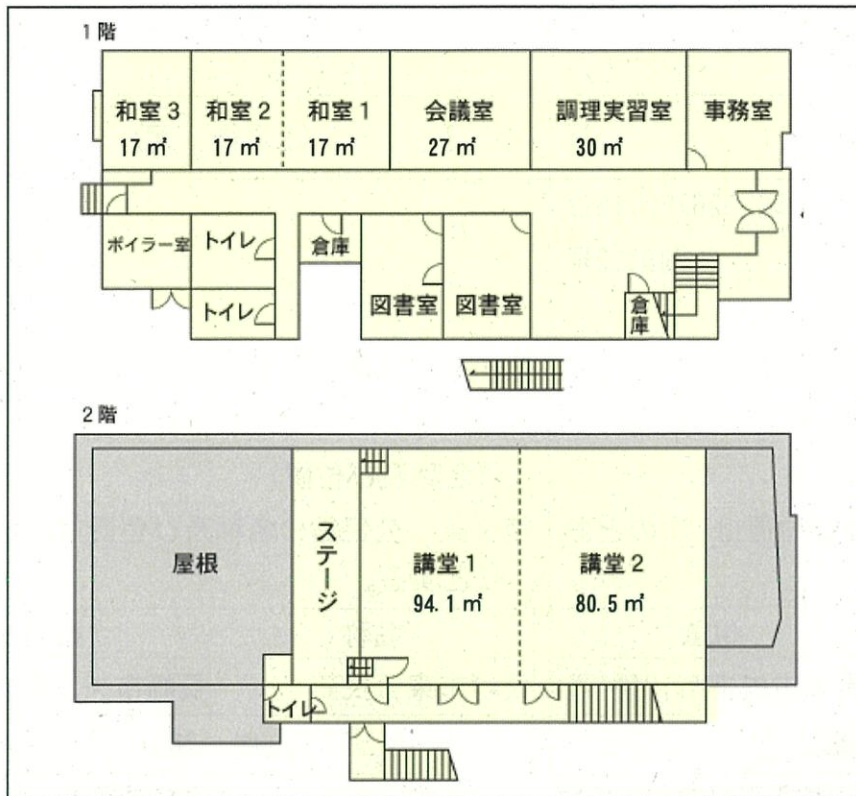 1階
和室3 和室2 和室1 会議室 調理実習室 事務室
17㎡ 17㎡ 17㎡ 27㎡ 30㎡
ボイラー室 トイレ 倉庫
トイレ 図書室 図書室 倉庫
2階
屋根 ステージ 講堂1 講堂2
94.1㎡ 80.5㎡
トイレ